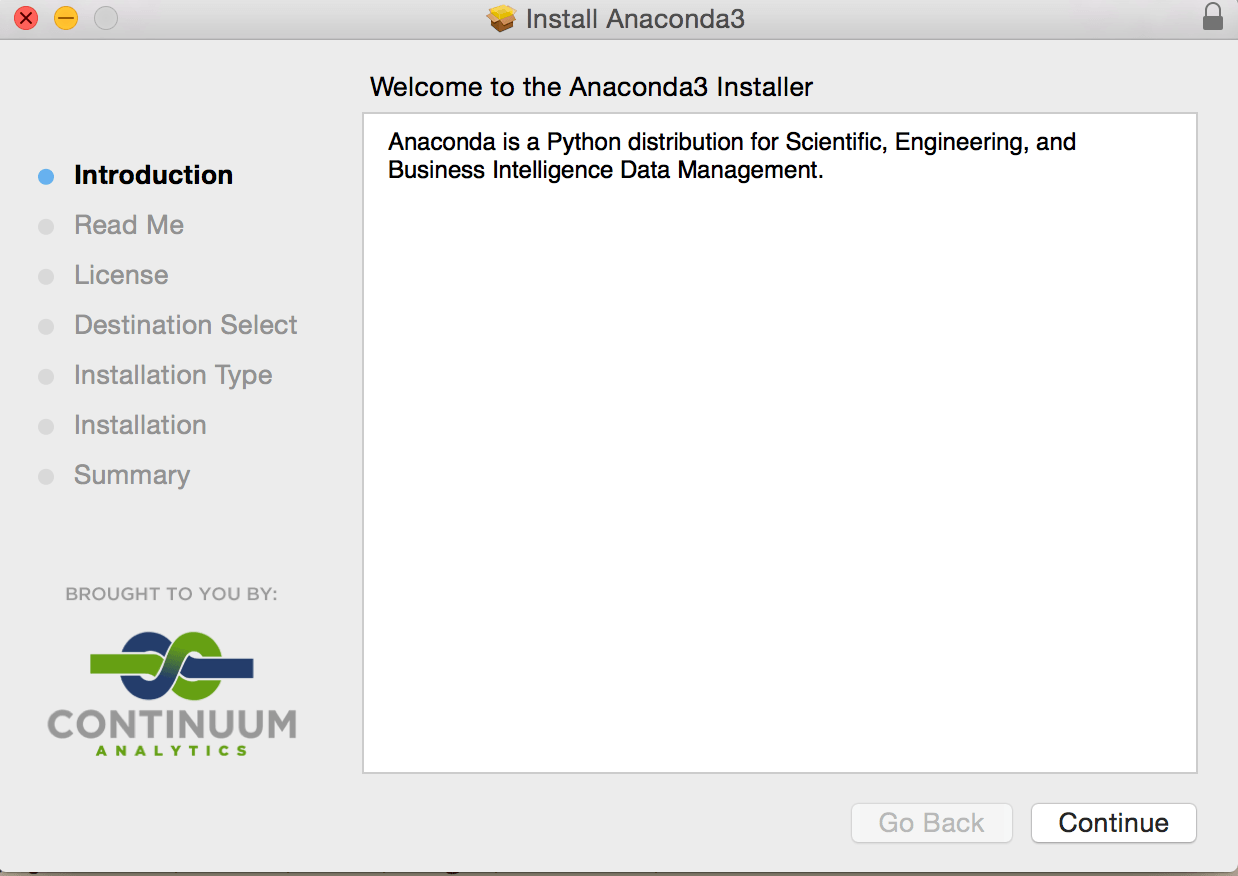 Install Anaconda3
Welcome to the Anaconda3 Installer
Anaconda is a Python distribution for Scientific, Engineering, and
Business Intelligence Data Management.
Introduction
Read Me
License
Destination Select
Installation Type
Installation
Summary
BROUGHT TO YOU BY:
CONTINUUM
ANALYTICS
Go Back
Continue